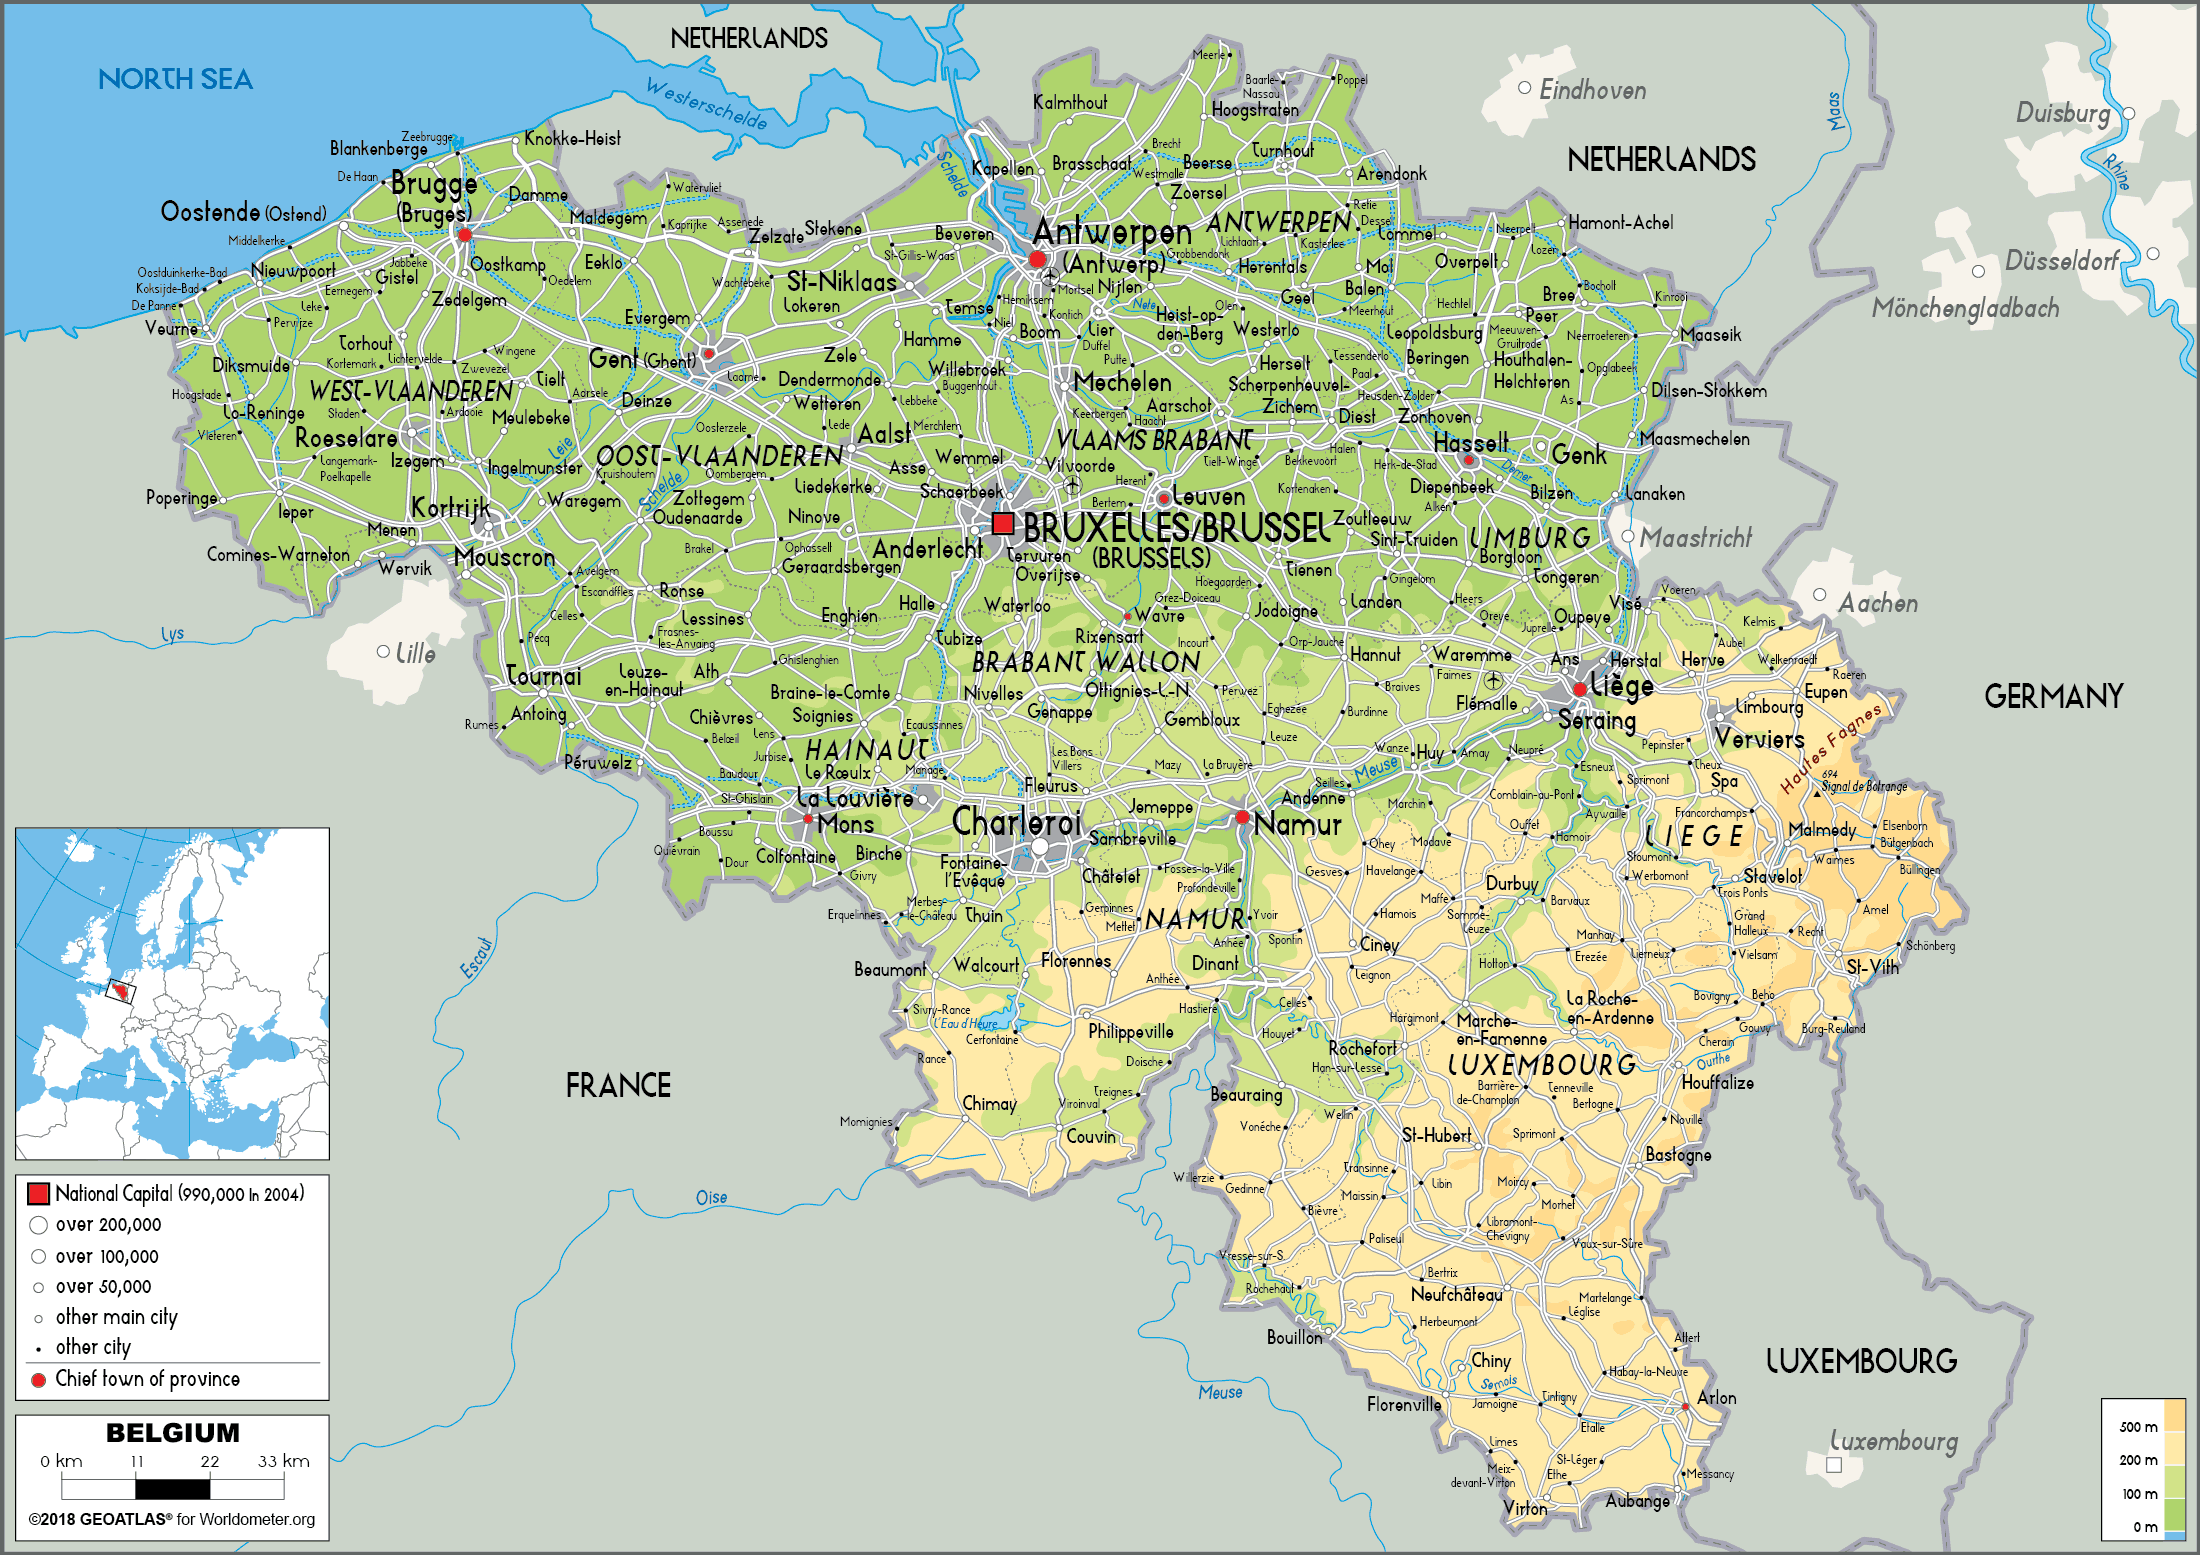 NETHERLANDS
NORTH SEA
Westerschelde
Schelde
Eindhoven
NETHERLANDS
Maas
Duisburg
Rhine
Düsseldorf
Mönchengladbach
Meerle
Baarle-
Nassau
Poppel
Kalmthout
Hoogstraten
Zeebrugge
Blankenberge
Knokke-Heist
De Haan
Brugge
(Bruges)
Damme
Watervliet
Kapellen
Brasschaat
Brecht
Westmalle
Beerse
Turnhout
Zoersel
Arendonk
Oostende (Ostend)
Maldegem
Kaprijke
Assenede
Zelzate
Stekene
Beveren
Antwerpen
(Antwerp)
ANTWERPEN
Retie
Desse
Lommel
Neerpelt
Hamont-Achel
Middelkerke
Jabbeke
Oostkamp
Eeklo
St-Gillis-Waas
Lichtaart
Kasterlee
Grobbendonk
Herentals
Mol
Overpelt
Lozen
Oostduinkerke-Bad
Koksijde-Bad
De Panne
Nieuwpoort
Gistel
Eernegem
Oedelem
Wachtebeke
St-Niklaas
Lokeren
Temse
Hemiksem
Mortsel
Nijlen
Nete
Olen
Geel
Balen
Hechtel
Bree
Bocholt
Kinrooi
Veurne
Leke
Pervijze
Zedelgem
Evergem
Niel
Kontich
Boom
Lier
Heist-op-
den-Berg
Westerlo
Meerhout
Leopoldsburg
Peer
Meeuwen-
Gruitrode
Neerroeteren
Maaseik
Torhout
Kortemark
Lichtervelde
Wingene
Zwevezel
Gent (Ghent)
Laarne
Zele
Hamme
Duffel
Putte
Willebroek
Buggenhout
Dendermonde
Lebbeke
Mechelen
Herselt
Tessenderlo
Paal
Beringen
Houthalen-
Helchteren
Opglabeek
Diksmuide
WEST-VLAANDEREN
Tielt
Aarsele
Deinze
Wetteren
Hoogstade
Lo-Reninge
Staden
Ardooie
Meulebeke
Keerbergen
Haacht
Aarschot
Scherpenheuvel-
Zichem
Diest
Heusden-Zolder
Zonhoven
As
Dilsen-Stokkem
Vleteren
Roeselare
Izegem
Leie
Oosterzele
Lede
Aalst
Merchtem
VLAAMS BRABANT
Halen
Hasselt
Genk
Maasmechelen
Langemark-
Poelkapelle
Ingelmunster
OOST-VLAANDEREN
Kruishoutem
Oombergem
Asse
Wemmel
Vilvoorde
Tielt-Winge
Bekkevoort
Herk-de-Stad
Demer
Poperinge
Ieper
Kortrijk
Waregem
Schelde
Zottegem
Liedekerke
Schaerbeek
Herent
Bertem
Leuven
Kortenaken
Diepenbeek
Alken
Bilzen
Lanaken
Menen
Oudenaarde
Ninove
BRUXELLES/BRUSSEL
(BRUSSELS)
Zoutleeuw
Sint-Truiden
LIMBURG
Borgloon
Maastricht
Comines-Warneton
Wervik
Mouscron
Brakel
Ophasselt
Geraardsbergen
Anderlecht
Tervuren
Overijse
Tienen
Gingelom
Tongeren
Avelgem
Escanaffles
Ronse
Hoegaarden
Grez-Doiceau
Jodoigne
Landen
Heers
Oreye
Oupeye
Juprelle
Visé
Voeren
Aachen
Lys
Lille
Celles
Pecq
Lessines
Enghien
Halle
Waterloo
Wavre
Rixensart
Incourt
Orp-Jauche
Hannut
Waremme
Ans
Herstal
Herve
Aubel
Kelmis
Frasnes-
les-Anvaing
Ghislenghien
Tubize
BRABANT WALLON
Faimes
Welkenraedt
Raeren
Tournai
Leuze-
en-Hainaut
Ath
Braine-le-Comte
Nivelles
Ottignies-L.-N.
Perwez
Braives
Flémalle
Liège
Eupen
Limbourg
GERMANY
Rumes
Antoing
Chièvres
Soignies
Ecaussinnes
Genappe
Gembloux
Eghezée
Burdinne
Seraing
Verviers
Hautes Fagnes
Belœil
Lens
Jurbise
HAINAUT
Le Rœulx
Manage
Les Bons
Villers
Leuze
Wanze
Huy
Amay
Neupré
Pepinster
Theux
Péruwelz
Baudour
St-Ghislain
La Louvière
Mazy
La Bruyère
Meuse
Seilles
Andenne
Esneux
Sprimont
Spa
694
Signal de Botrange
Fleurus
Jemeppe
Marchin
Comblain-au-Pont
Aywaille
Francorchamps
Mons
Charleroi
Sambreville
Namur
Ouffet
Hamoir
LIEGE
Malmedy
Elsenborn
Bütgenbach
Quiévrain
Boussu
Dour
Colfontaine
Binche
Givry
Fontaine-
l'Evêque
Châtelet
Fosses-la-Ville
Profondeville
Ohey
Modave
Gesves
Havelange
Stoumont
Werbomont
Waimes
Büllingen
Stavelot
Trois Ponts
Erquelinnes
Merbes-
le-Château
Thuin
Gerpinnes
Mettet
NAMUR
Yvoir
Anhée
Hamois
Maffe
Durbuy
Somme-
Leuze
Barvaux
Grand
Halleux
Amel
Recht
Spontin
Ciney
Manhay
Erezée
Lierneux
Vielsam
Schönberg
Beaumont
Walcourt
Florennes
Dinant
Anthée
Leignon
Hotton
St-Vith
Escaut
Sivry-Rance
l'Eau d'Heure
Cerfontaine
Philippeville
Hastière
Celles
Houyet
Hargimont
Marche-
en-Famenne
La Roche-
en-Ardenne
Bovigny
Beho
Gouvy
Burg-Reuland
Cherain
Rance
Doische
Rochefort
Han-sur-Lesse
LUXEMBOURG
Ourthe
Houffalize
FRANCE
Chimay
Treignes
Viroinval
Beauraing
Barrière-
de-Champlon
Tenneville
Bertogne
Momignies
Couvin
Wellin
Vonêche
Noville
St-Hubert
Sprimont
Bastogne
Oise
Willerzie
Gedinne
Transinne
Maissin
Libin
Moircy
Morhet
Bièvre
Libramont-
Chevigny
Paliseul
Vaux-sur-Sûre
Vresse-sur-S.
Rochehaut
Bertrix
Neufchâteau
Martelange
Léglise
Bouillon
Herbeumont
Attert
Meuse
Chiny
Semois
Habay-la-Neuve
LUXEMBOURG
Florenville
Jamoigne
Tintigny
Etalle
Arlon
Limes
Meix-
devant-Virton
St-Léger
Ethe
Messancy
Luxembourg
Virton
Aubange
National Capital (990,000 In 2004)
over 200,000
over 100,000
over 50,000
other main city
other city
Chief town of province
BELGIUM
0 km 11 22 33 km
©2018 GEOATLAS® for Worldometer.org
500 m
200 m
100 m
0 m